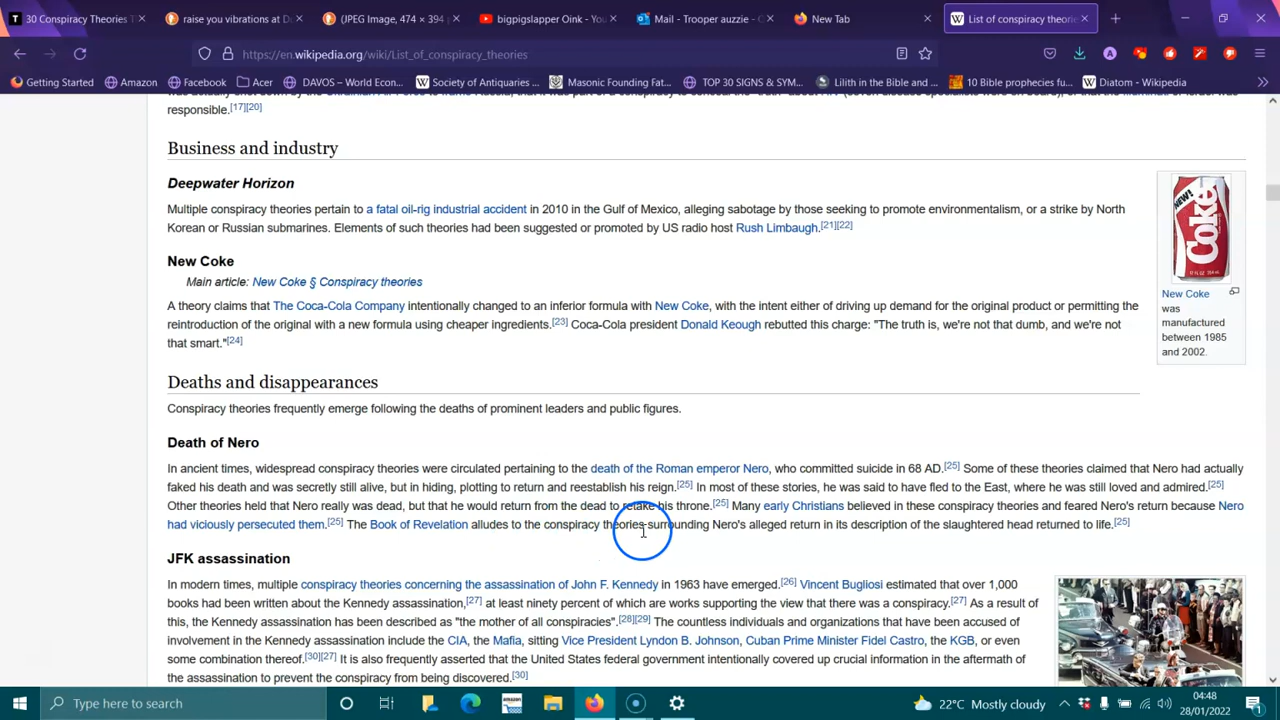 30 Conspiracy Theories T
raise you vibrations at Du
(JPEG Image, 474 × 394 p
bigpigslapper Oink - You
Mail - Trooper auzzie - O
New Tab
List of conspiracy theories
https://en.wikipedia.org/wiki/List_of_conspiracy_theories
Getting Started
Amazon
Facebook
Acer
DAVOS – World Econ...
Society of Antiquaries ...
Masonic Founding Fat...
TOP 30 SIGNS & SYM...
Lilith in the Bible and ...
10 Bible prophecies fu...
Diatom - Wikipedia
responsible.[17][20]
Business and industry
Deepwater Horizon
Multiple conspiracy theories pertain to a fatal oil-rig industrial accident in 2010 in the Gulf of Mexico, alleging sabotage by those seeking to promote environmentalism, or a strike by North
Korean or Russian submarines. Elements of such theories had been suggested or promoted by US radio host Rush Limbaugh.[21][22]
New Coke
Main article: New Coke § Conspiracy theories
A theory claims that The Coca-Cola Company intentionally changed to an inferior formula with New Coke, with the intent either of driving up demand for the original product or permitting the
reintroduction of the original with a new formula using cheaper ingredients.[23] Coca-Cola president Donald Keough rebutted this charge: "The truth is, we're not that dumb, and we're not
that smart."[24]
NEW!
Coke
New Coke
was
manufactured
between 1985
and 2002.
Deaths and disappearances
Conspiracy theories frequently emerge following the deaths of prominent leaders and public figures.
Death of Nero
In ancient times, widespread conspiracy theories were circulated pertaining to the death of the Roman emperor Nero, who committed suicide in 68 AD.[25] Some of these theories claimed that Nero had actually
faked his death and was secretly still alive, but in hiding, plotting to return and reestablish his reign.[25] In most of these stories, he was said to have fled to the East, where he was still loved and admired.[25]
Other theories held that Nero really was dead, but that he would return from the dead to retake his throne.[25] Many early Christians believed in these conspiracy theories and feared Nero's return because Nero
had viciously persecuted them.[25] The Book of Revelation alludes to the conspiracy theories surrounding Nero's alleged return in its description of the slaughtered head returned to life.[25]
JFK assassination
In modern times, multiple conspiracy theories concerning the assassination of John F. Kennedy in 1963 have emerged.[26] Vincent Bugliosi estimated that over 1,000
books had been written about the Kennedy assassination,[27] at least ninety percent of which are works supporting the view that there was a conspiracy.[27] As a result of
this, the Kennedy assassination has been described as "the mother of all conspiracies".[28][29] The countless individuals and organizations that have been accused of
involvement in the Kennedy assassination include the CIA, the Mafia, sitting Vice President Lyndon B. Johnson, Cuban Prime Minister Fidel Castro, the KGB, or even
some combination thereof.[30][27] It is also frequently asserted that the United States federal government intentionally covered up crucial information in the aftermath of
the assassination to prevent the conspiracy from being discovered.[30]
Type here to search
22°C Mostly cloudy
04:48
28/01/2022